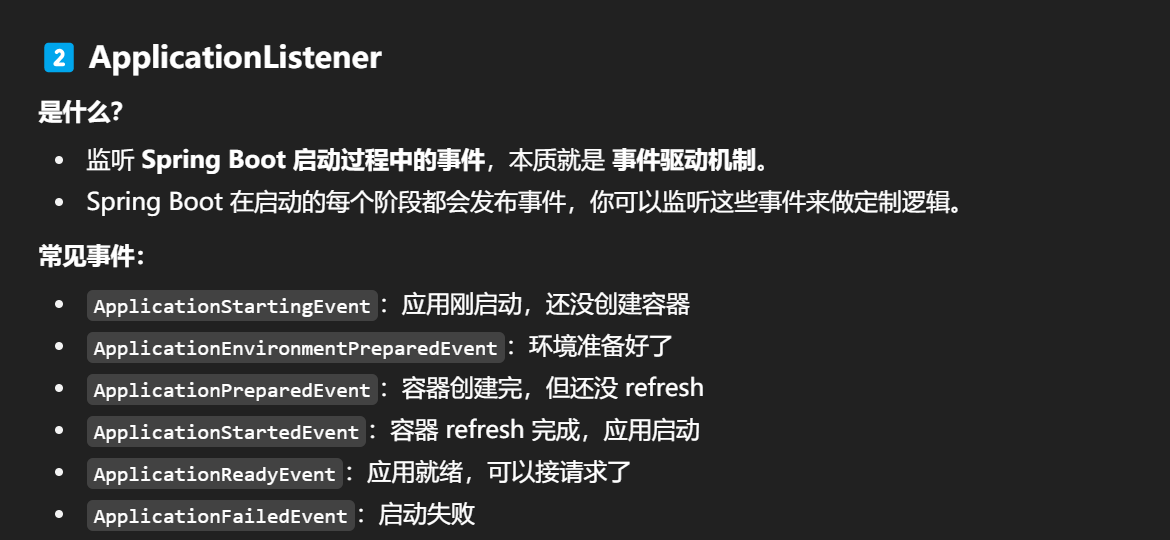 2 ApplicationListener
是什么？
• 监听 Spring Boot 启动过程中的事件，本质就是 事件驱动机制。
• Spring Boot 在启动的每个阶段都会发布事件，你可以监听这些事件来做定制逻辑。
常见事件：
• ApplicationStartingEvent：应用刚启动，还没创建容器
• ApplicationEnvironmentPreparedEvent：环境准备好了
• ApplicationPreparedEvent：容器创建完，但还没 refresh
• ApplicationStartedEvent：容器 refresh 完成，应用启动
• ApplicationReadyEvent：应用就绪，可以接请求了
• ApplicationFailedEvent：启动失败